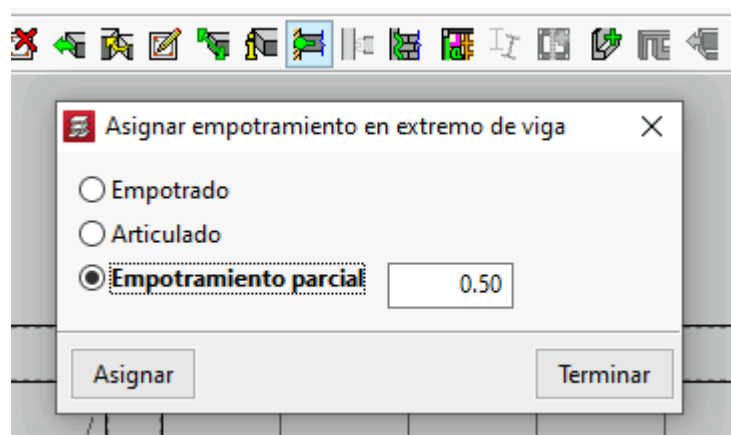 Asignar empotramiento en extremo de viga
Empotrado
Articulado
Empotramiento parcial 0.50
Asignar Terminar